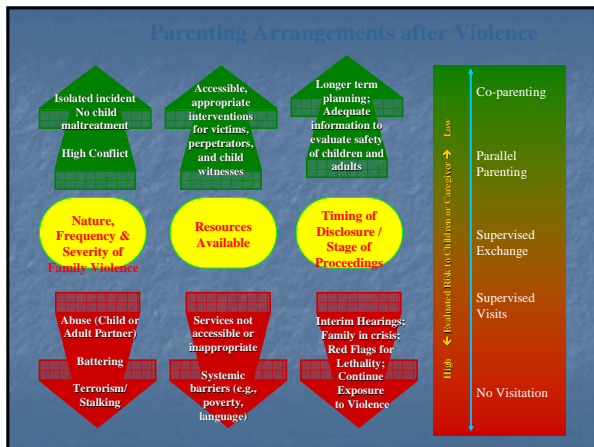 Parenting Arrangements after Violence
Isolated incident
No child
maltreatment
High Conflict
Accessible,
appropriate
interventions
for victims,
perpetrators,
and child
witnesses
Longer term
planning;
Adequate
information to
evaluate safety
of children and
adults
Nature,
Frequency &
Severity of
Family Violence
Resources
Available
Timing of
Disclosure /
Stage of
Proceedings
Abuse (Child or
Adult Partner)
Battering
Terrorism/
Stalking
Services not
accessible or
inappropriate
Systemic
barriers (e.g.,
poverty,
language)
Interim Hearings;
Family in crisis;
Red Flags for
Lethality;
Continue
Exposure
to Violence
High ← Evaluated Risk to Children or Caregiver → Low
Co-parenting
Parallel
Parenting
Supervised
Exchange
Supervised
Visits
No Visitation